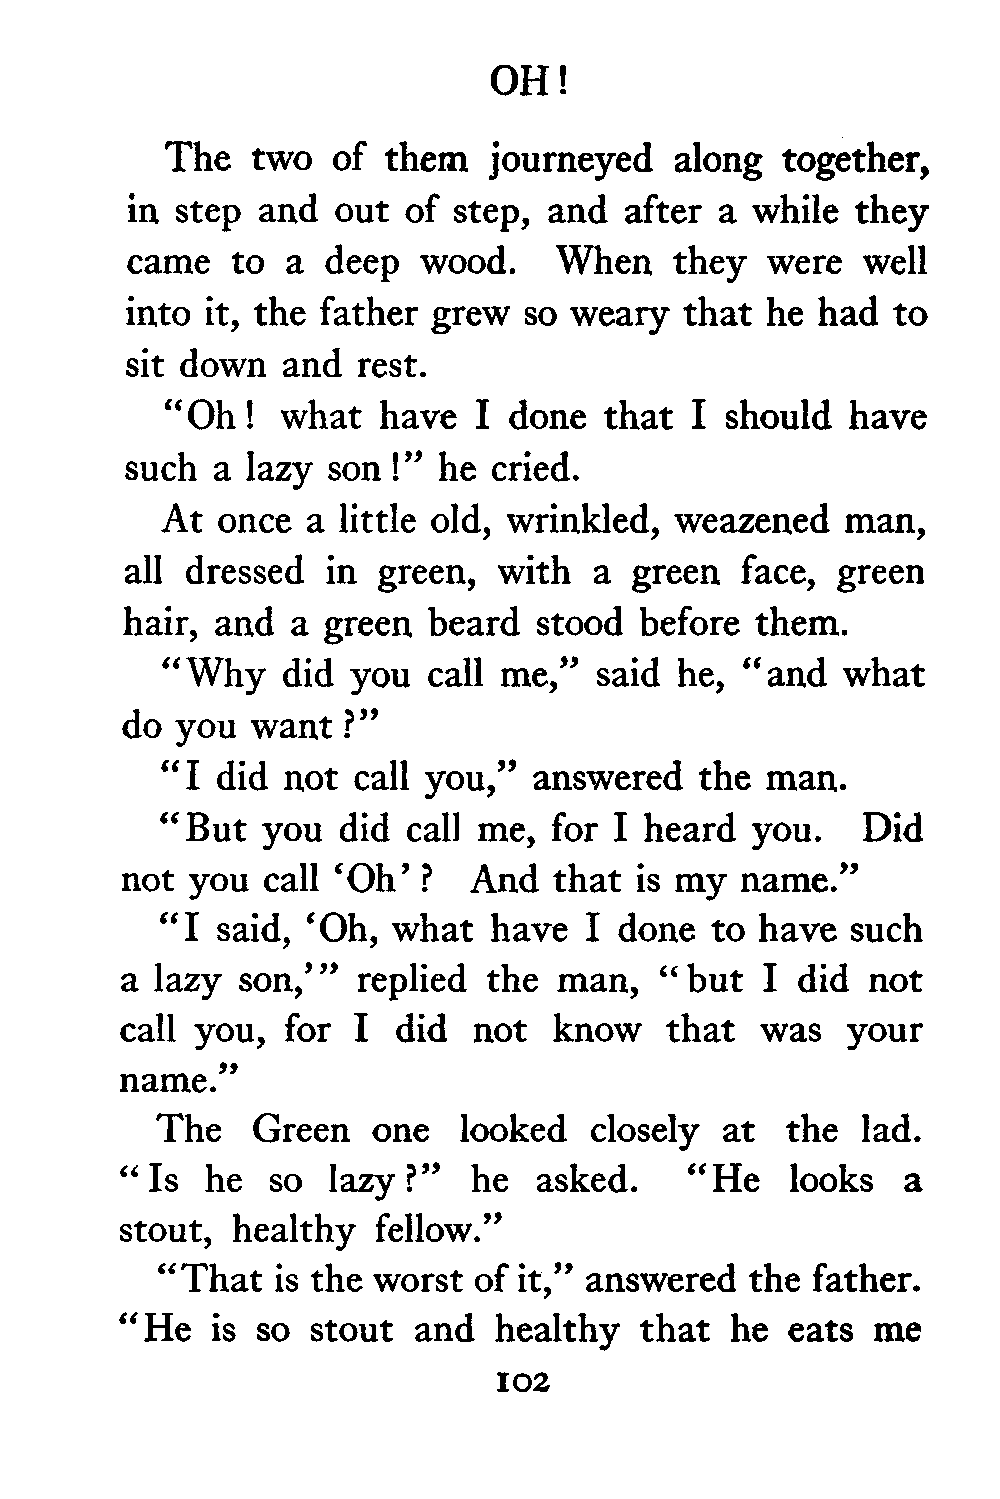 OH!
The two of them journeyed along together,
in step and out of step, and after a while they
came to a deep wood. When they were well
into it, the father grew so weary that he had to
sit down and rest.
“Oh! what have I done that I should have
such a lazy son!” he cried.
At once a little old, wrinkled, weazened man,
all dressed in green, with a green face, green
hair, and a green beard stood before them.
“Why did you call me,” said he, “and what
do you want?”
“I did not call you,” answered the man.
“But you did call me, for I heard you. Did
not you call ‘Oh’? And that is my name.”
“I said, ‘Oh, what have I done to have such
a lazy son,’” replied the man, “but I did not
call you, for I did not know that was your
name.”
The Green one looked closely at the lad.
“Is he so lazy?” he asked. “He looks a
stout, healthy fellow.”
“That is the worst of it,” answered the father.
“He is so stout and healthy that he eats me
102